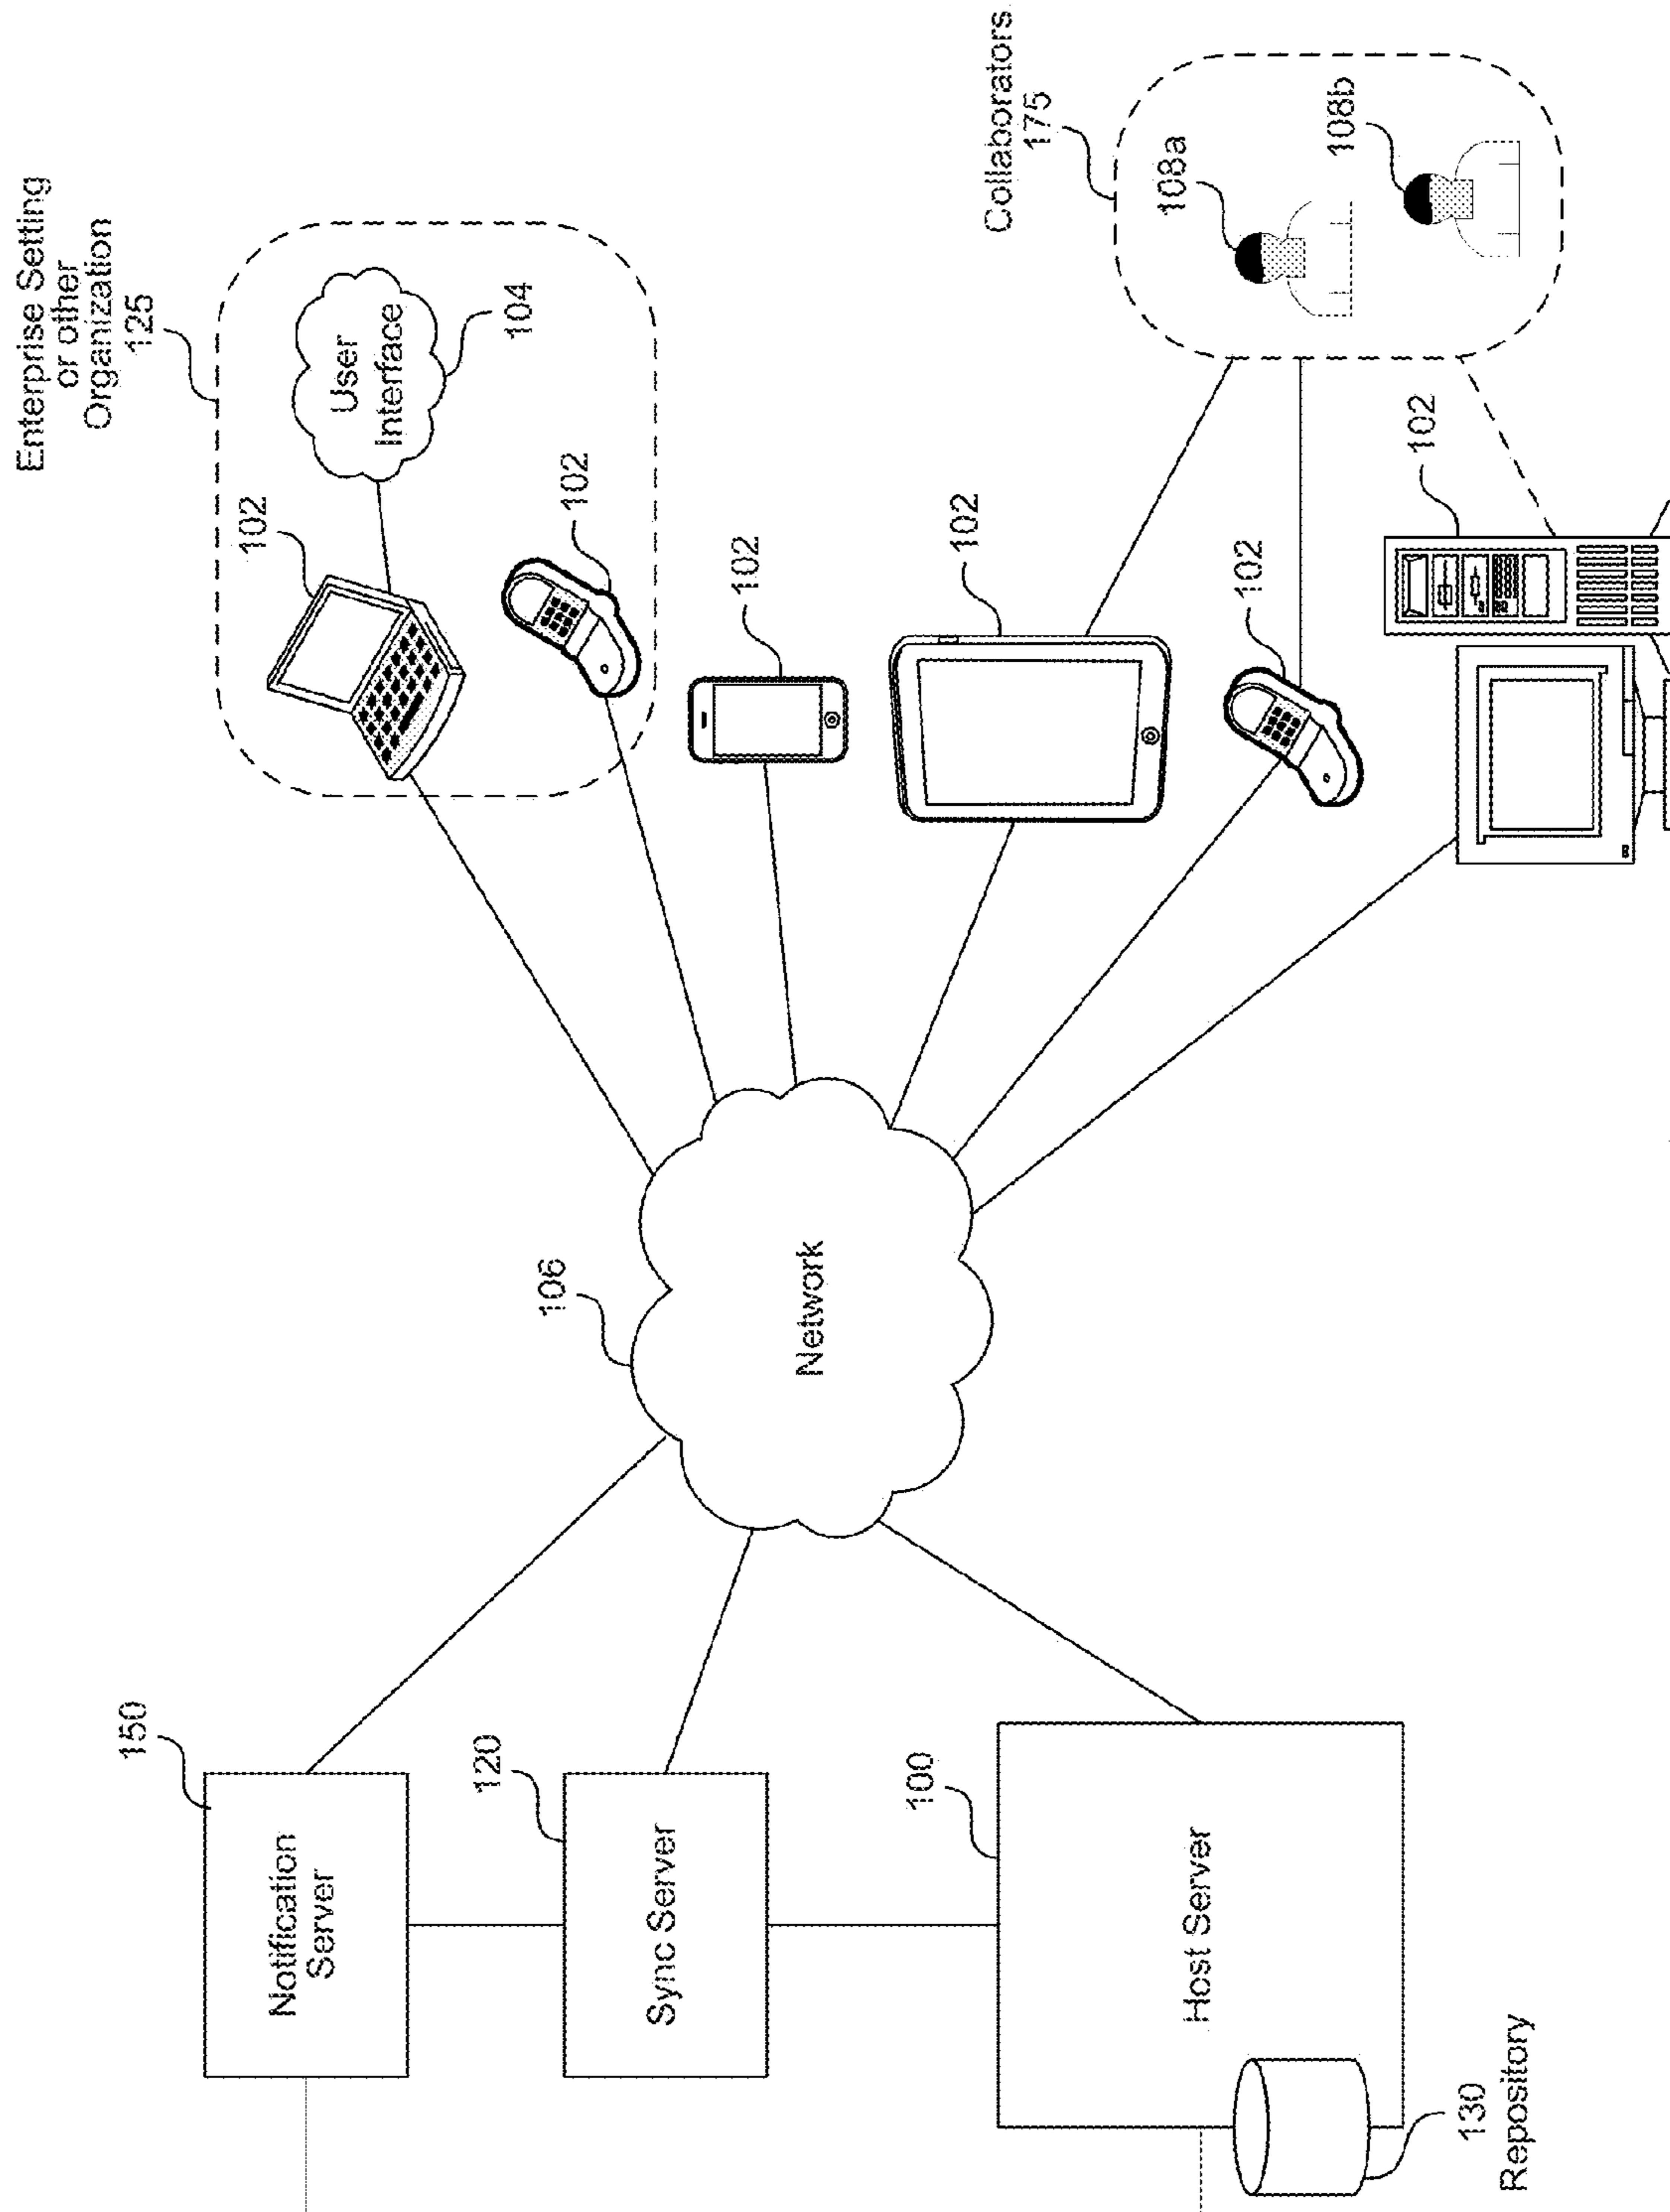 Enterprise Setting
or other
Organization
125
150
102
Notification
Server
User
Interface
104
120
106
102
Sync Server
102
Network
100
102
Collaborators
175
108a
Host Server
102
108b
102
130
Repository